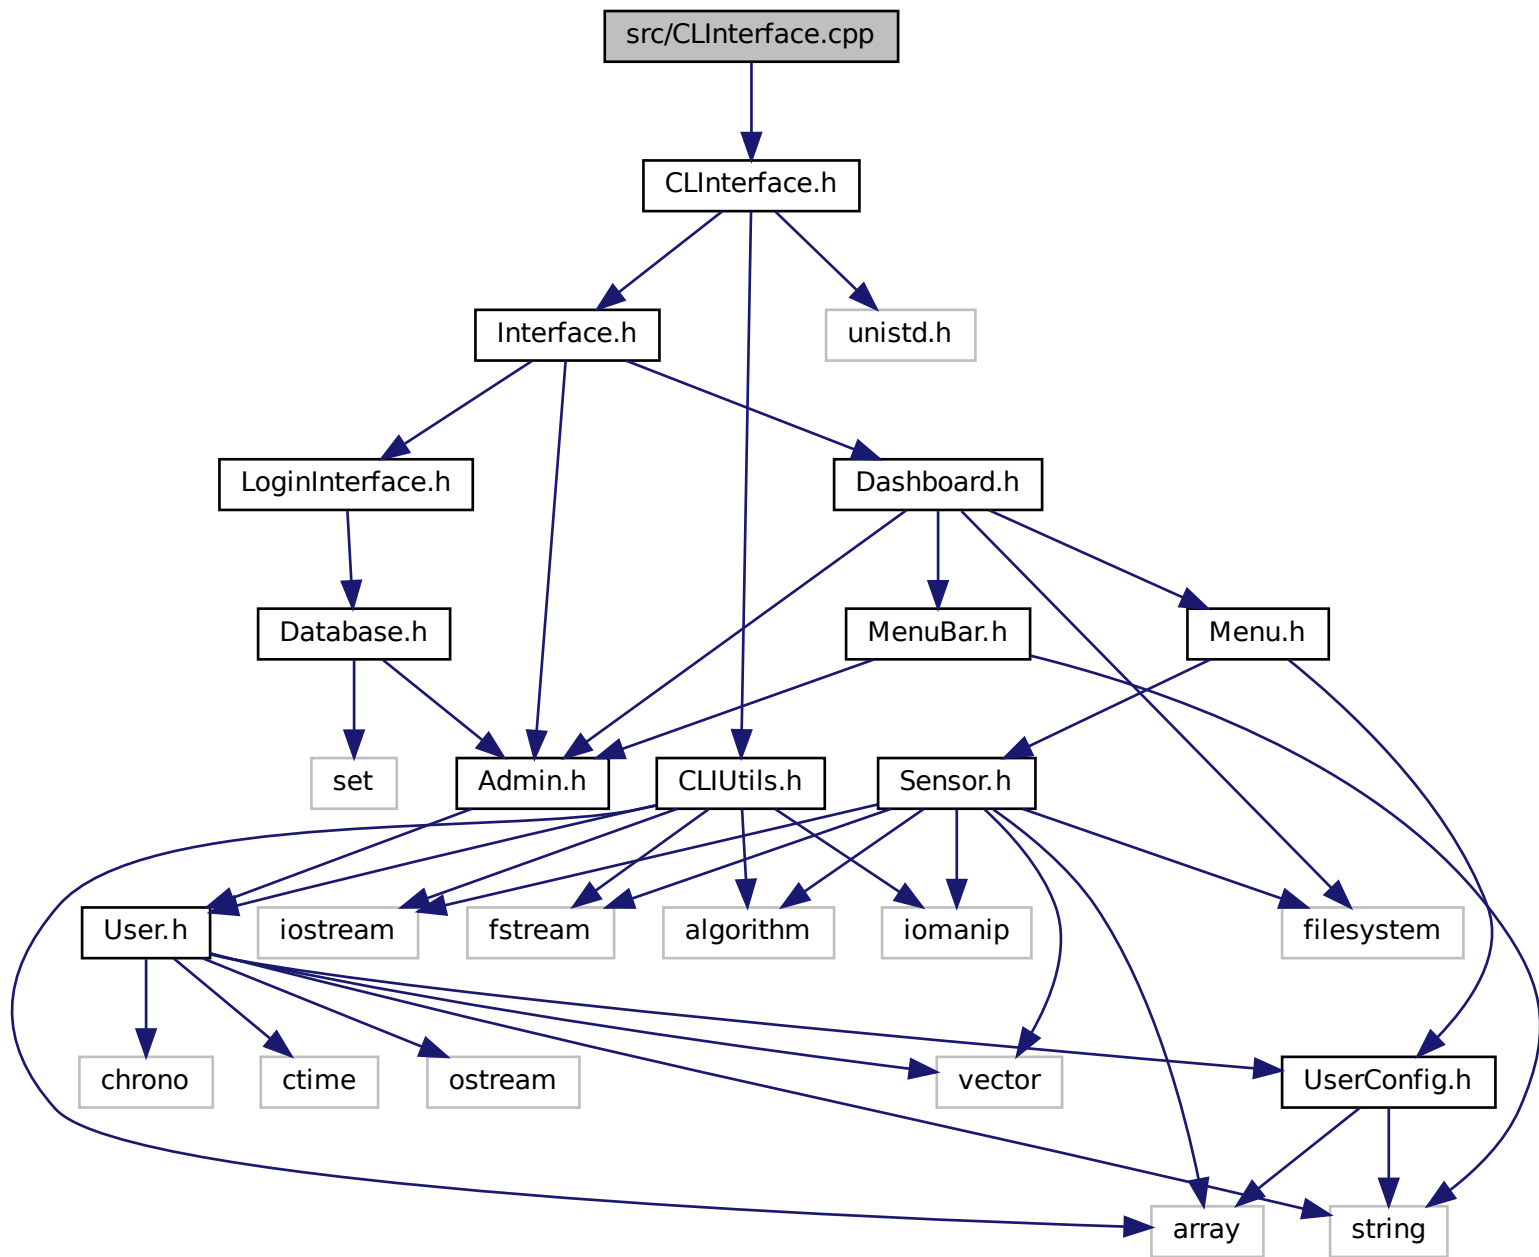 src/CLInterface.cpp
CLInterface.h
Interface.h
unistd.h
LoginInterface.h
Dashboard.h
Database.h
MenuBar.h
Menu.h
set
Admin.h
CLIUtils.h
Sensor.h
User.h
iostream
fstream
algorithm
iomanip
filesystem
chrono
ctime
ostream
vector
UserConfig.h
array
string